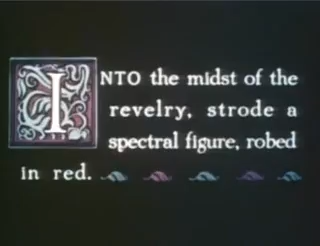 INTO the midst of the
revelry, strode a
spectral figure, robed
in red.